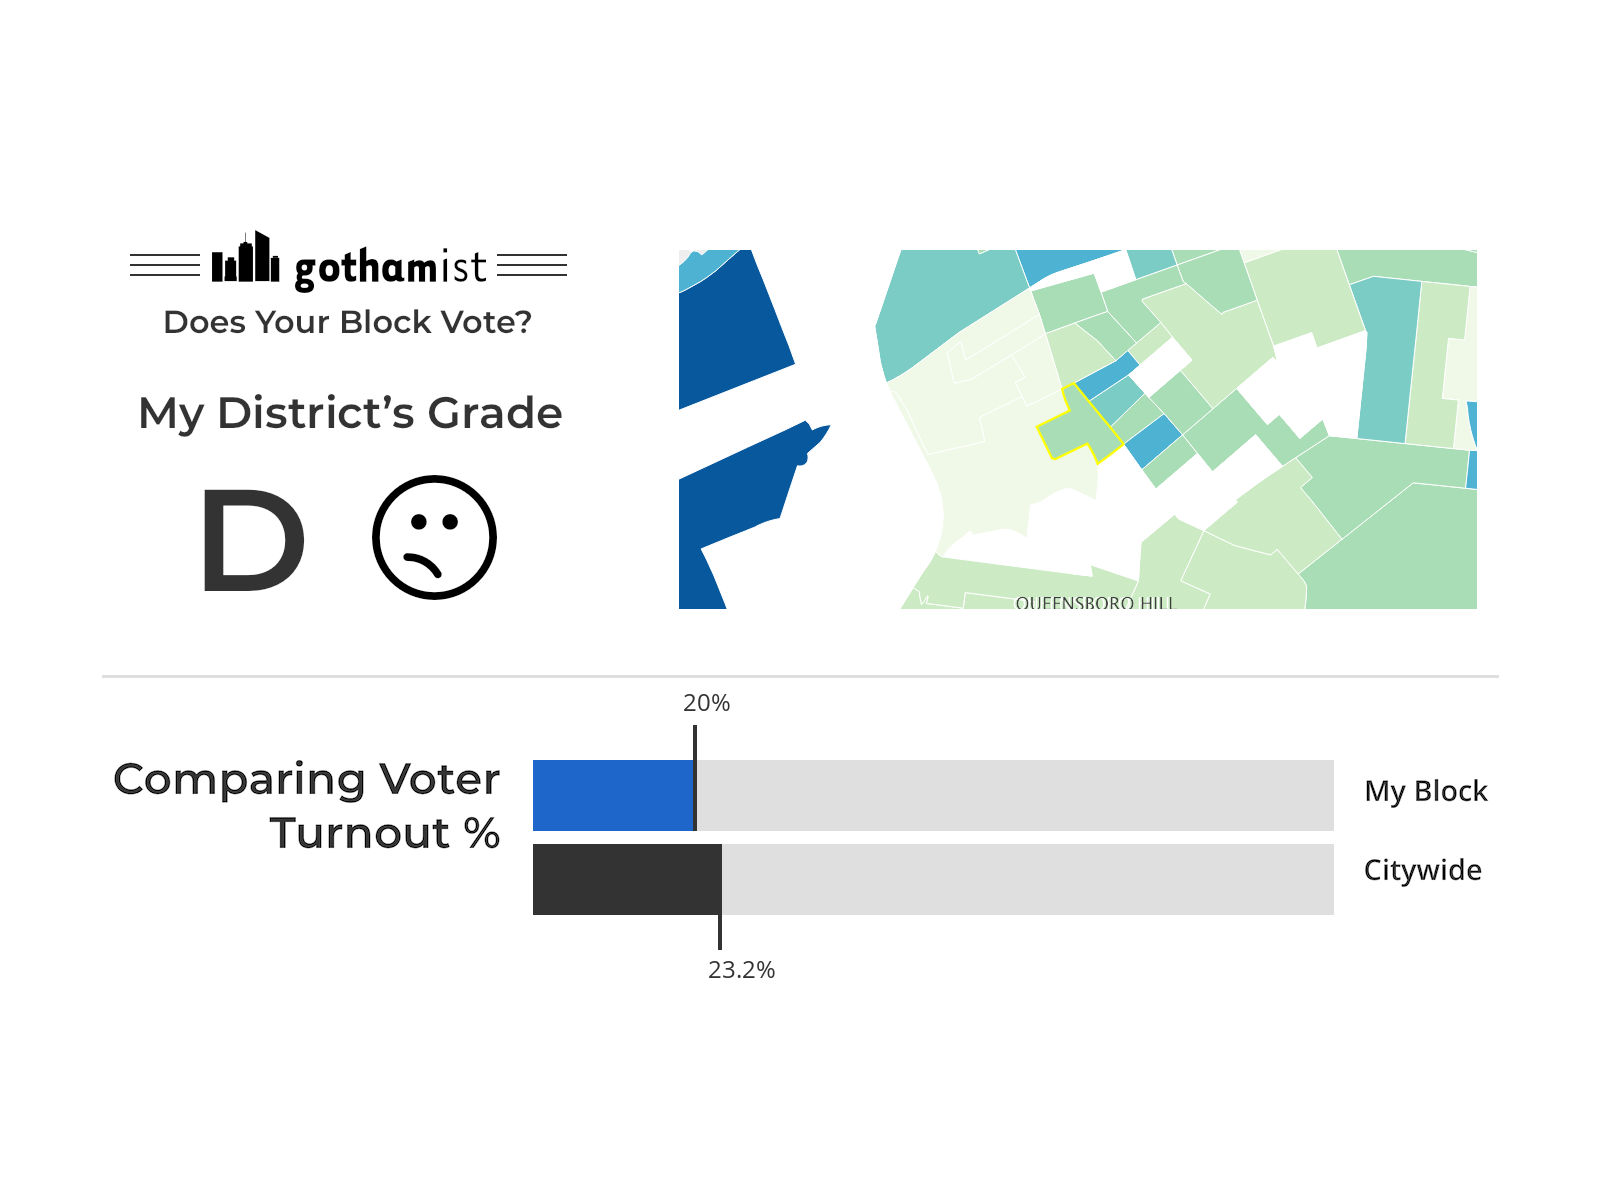 gothamist
Does Your Block Vote?
My District’s Grade
D
QUEENSBORO HILL
20%
Comparing Voter
Turnout %
My Block
Citywide
23.2%